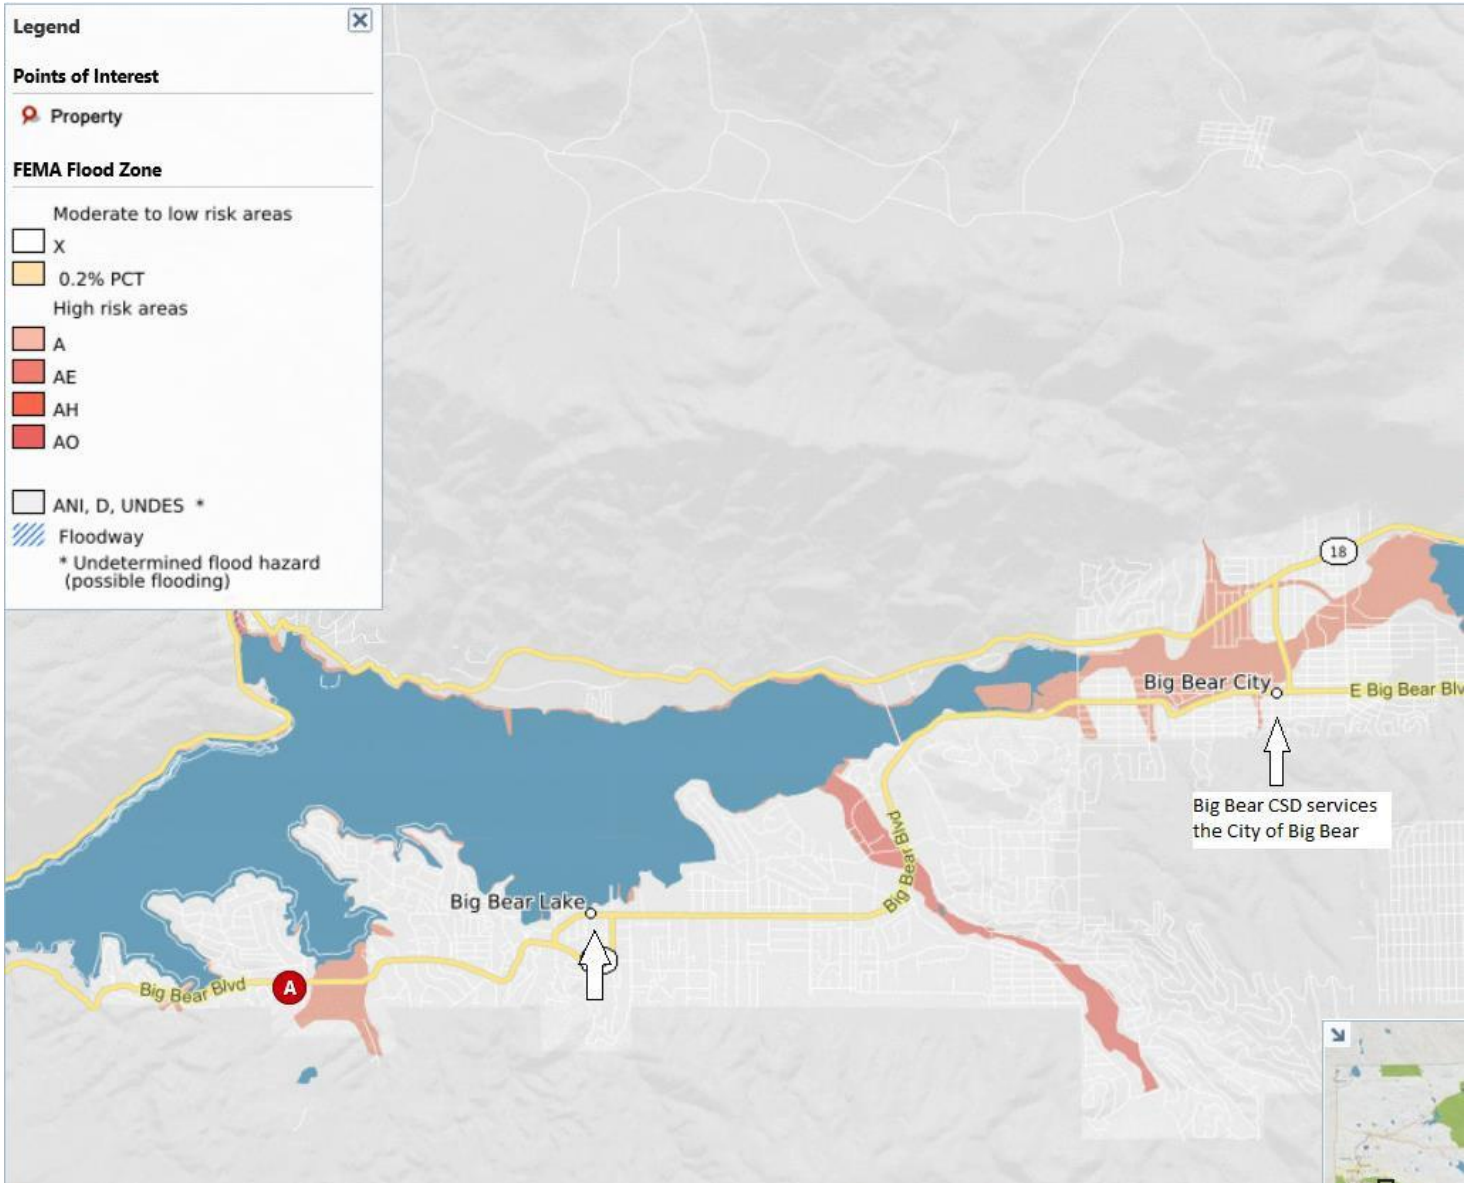 Legend
Points of Interest
Property
FEMA Flood Zone
Moderate to low risk areas
X
0.2% PCT
High risk areas
A
AE
AH
AO
ANI, D, UNDES *
Floodway
* Undetermined flood hazard
(possible flooding)
18
Big Bear City
E Big Bear Blv
Big Bear CSD services
the City of Big Bear
Big Bear Blvd
Big Bear Lake
Big Bear Blvd
A